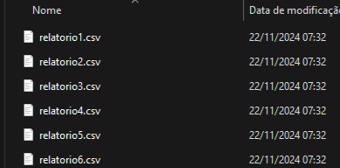 Nome Data de modificaçã
relatorio1.csv 22/11/2024 07:32
relatorio2.csv 22/11/2024 07:32
relatorio3.csv 22/11/2024 07:32
relatorio4.csv 22/11/2024 07:32
relatorio5.csv 22/11/2024 07:32
relatorio6.csv 22/11/2024 07:32